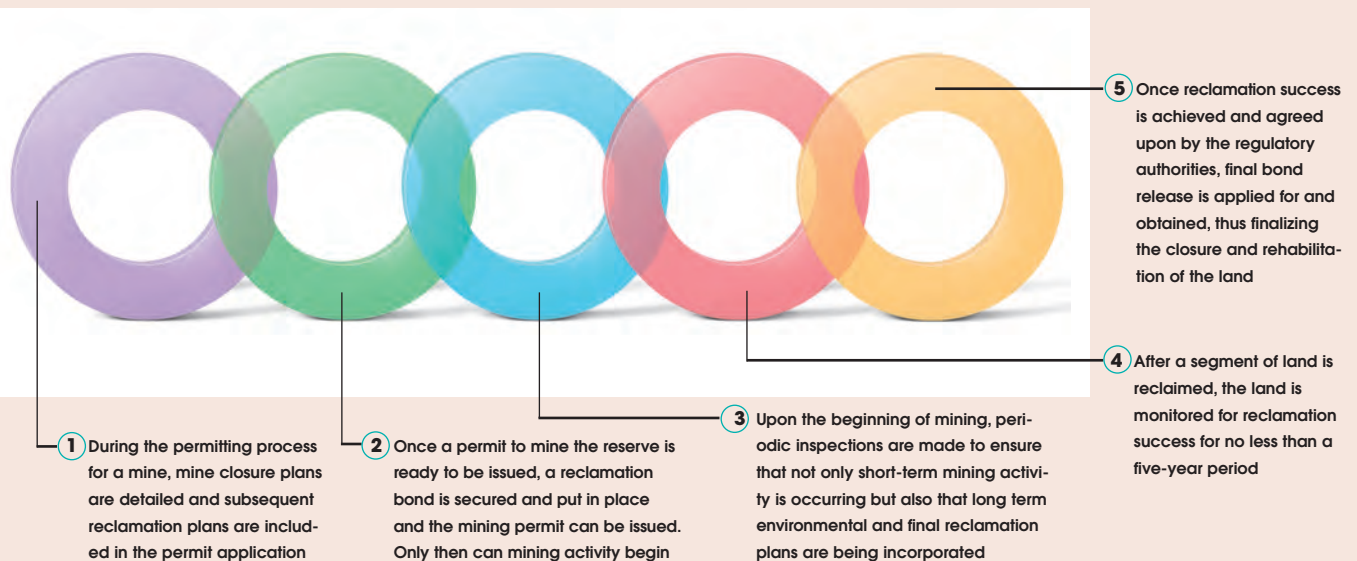 1 During the permitting process
for a mine, mine closure plans
are detailed and subsequent
reclamation plans are includ-
ed in the permit application
2 Once a permit to mine the reserve is
ready to be issued, a reclamation
bond is secured and put in place
and the mining permit can be issued.
Only then can mining activity begin
3 Upon the beginning of mining, peri-
odic inspections are made to ensure
that not only short-term mining activi-
ty is occurring but also that long term
environmental and final reclamation
plans are being incorporated
4 After a segment of land is
reclaimed, the land is
monitored for reclamation
success for no less than a
five-year period
5 Once reclamation success
is achieved and agreed
upon by the regulatory
authorities, final bond
release is applied for and
obtained, thus finalizing
the closure and rehabilita-
tion of the land